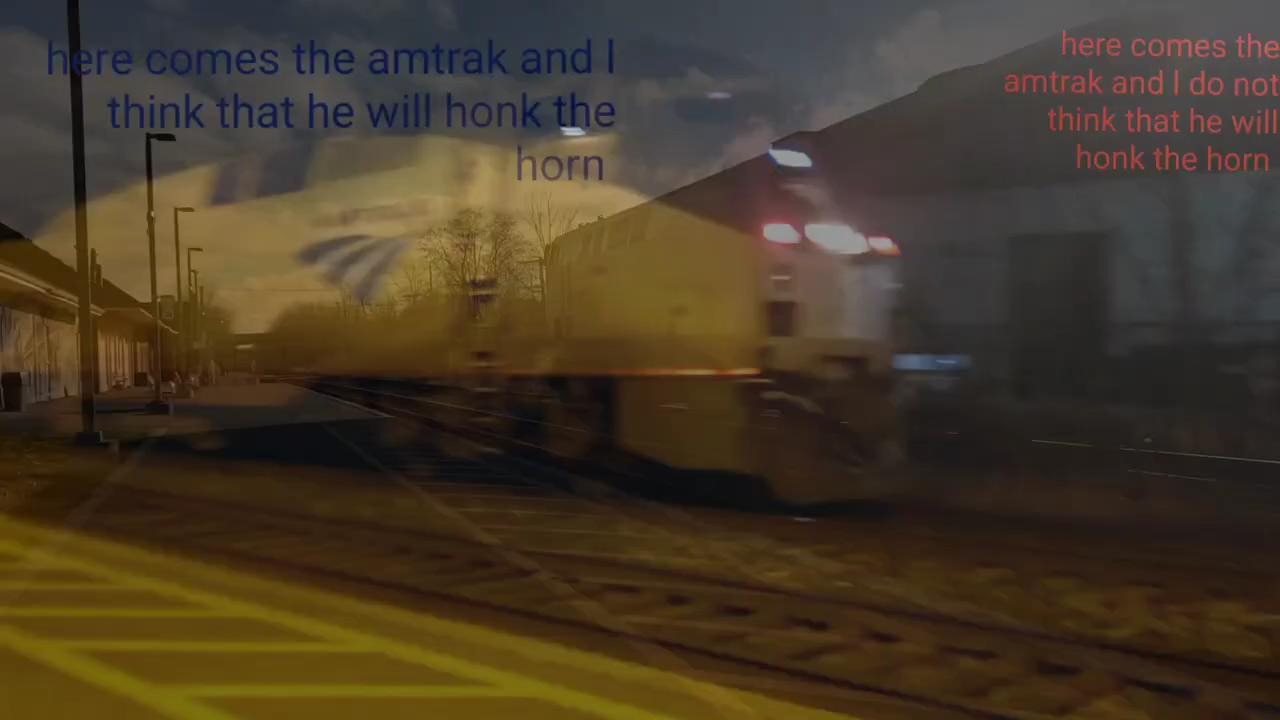 here comes the amtrak and I
think that he will honk the
horn
here comes the
amtrak and I do not
think that he will
honk the horn